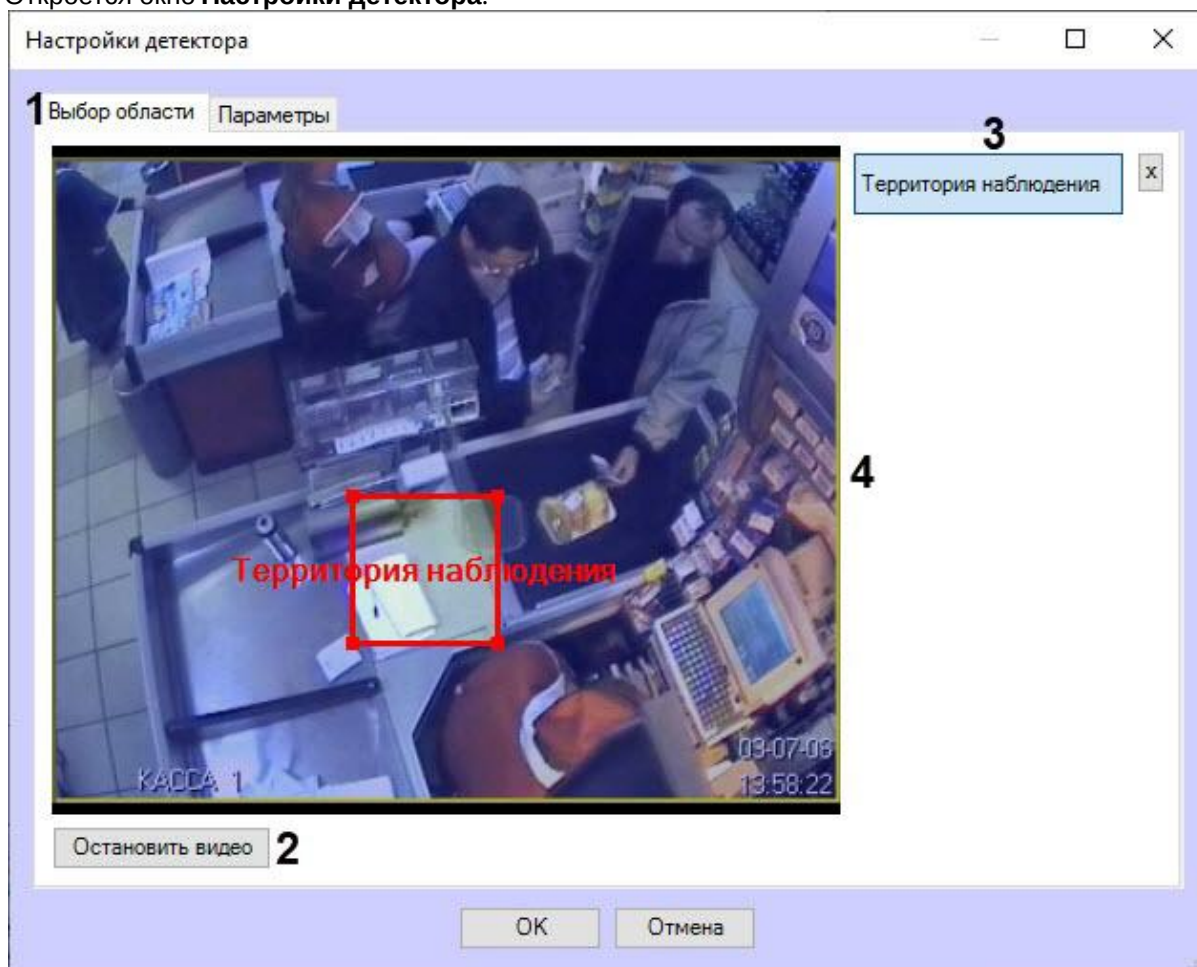 Откроется окно Настройки детектора.
Настройки детектора
1 Выбор области Параметры
3
Территория наблюдения x
4
Территория наблюдения
03-07-08
КАССА 1 13:58:22
Остановить видео 2
OK Отмена